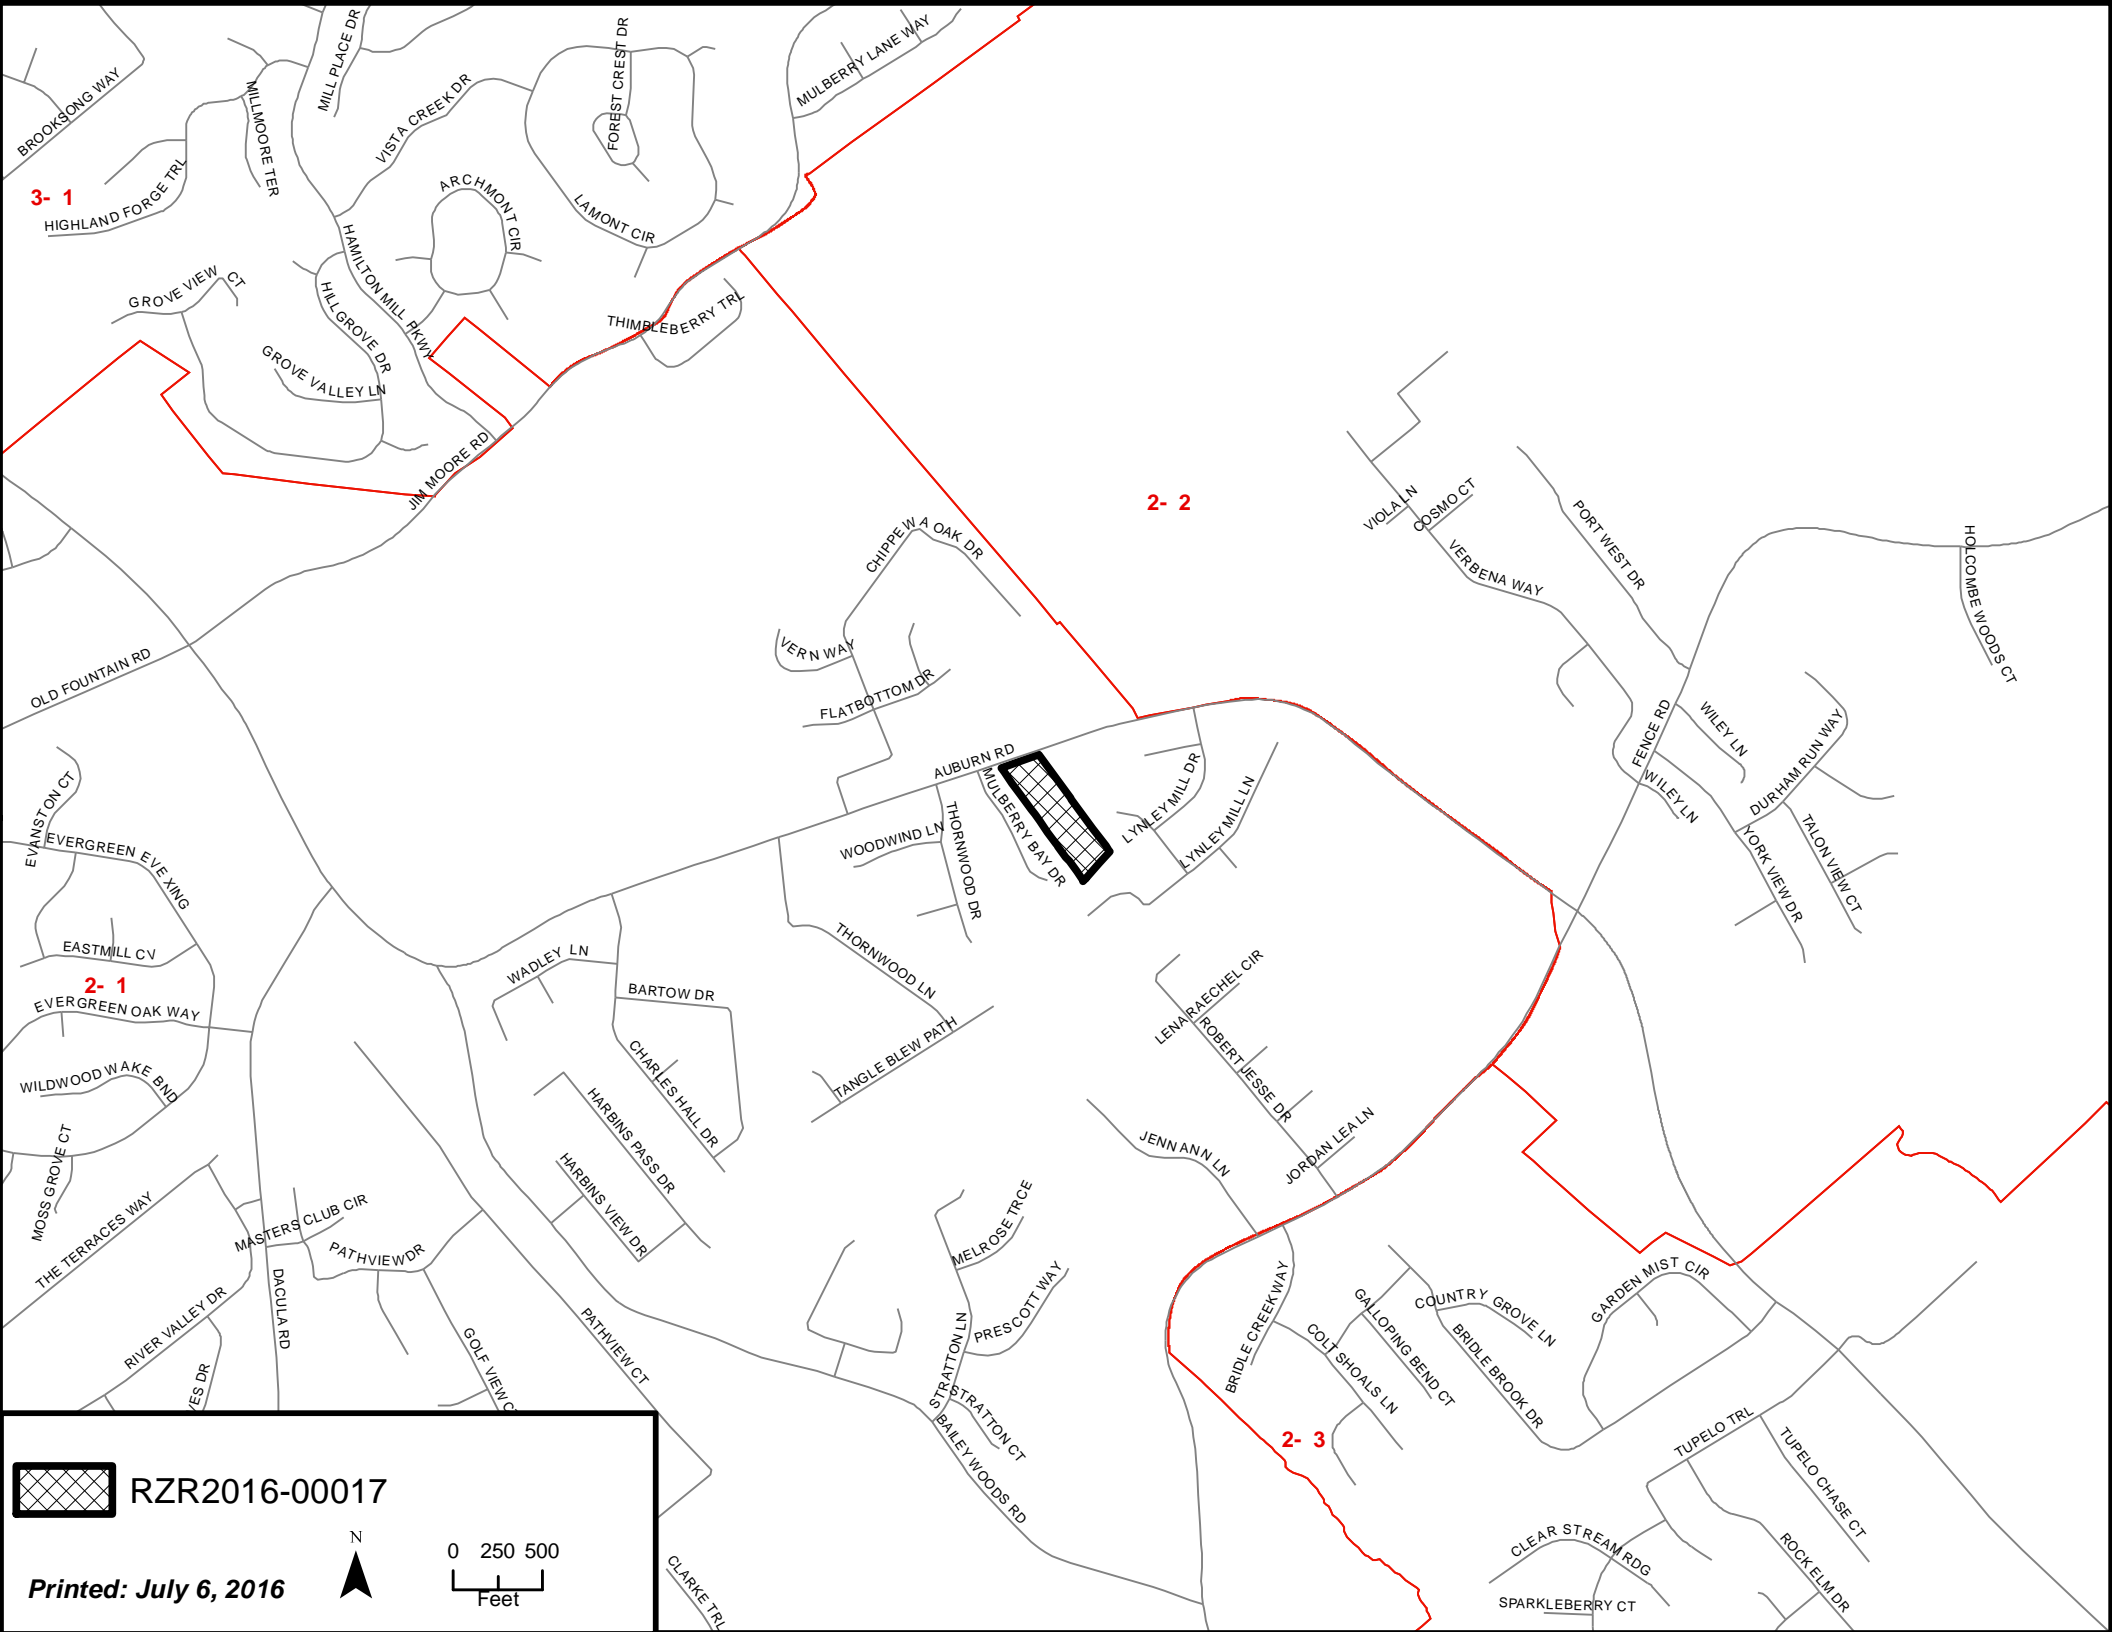 MILL PLACE DR
FOREST CREST DR
MULBERRY LANE WAY
BROOKSONG WAY
MILLMOORE TER
VISTA CREEK DR
3- 1
HIGHLAND FORGE TRL
ARCHMONT CIR
LAMONT CIR
HAMILTON MILL PKWY
GROVE VIEW CT
HILLGROVE DR
THIMBLEBERRY TRL
GROVE VALLEY LN
JIM MOORE RD
2- 2
VIOLA LN
COSMO CT
PORT WEST DR
VERBENA WAY
HOLCOMBE WOODS CT
CHIPPEWA OAK DR
VERN WAY
FLATBOTTOM DR
OLD FOUNTAIN RD
FENCE RD
WILEY LN
WILEY LN
DURHAM RUN WAY
AUBURN RD
MULBERRY BAY DR
LYNLEY MILL DR
LYNLEY MILL LN
WOODWIND LN
THORNWOOD DR
YORK VIEW DR
TALON VIEW CT
EVANSTON CT
EVERGREEN EVE XING
EASTMILL CV
2- 1
EVERGREEN OAK WAY
WILDWOOD WAKE BND
MOSS GROVE CT
WADLEY LN
BARTOW DR
CHARLES HALL DR
THORNWOOD LN
TANGLE BLEW PATH
LENA RAECHEL CIR
ROBERT JESSE DR
JORDAN LEA LN
JENN ANN LN
HARBINS PASS DR
HARBINS VIEW DR
THE TERRACES WAY
MASTERS CLUB CIR
PATHVIEW DR
RIVER VALLEY DR
DACULA RD
GOLF VIEW CT
PATHVIEW CT
YES DR
MELROSE TRCE
PRESCOTT WAY
STRATTON LN
STRATTON CT
BAILEY WOODS RD
BRIDLE CREEK WAY
COLT SHOALS LN
GALLOPING BEND CT
COUNTRY GROVE LN
BRIDLE BROOK DR
GARDEN MIST CIR
2- 3
TUPELO TRL
TUPELO CHASE CT
CLEAR STREAM RDG
ROCK ELM DR
SPARKLEBERRY CT
CLARKE TRL
RZR2016-00017
N
0 250 500
Feet
Printed: July 6, 2016